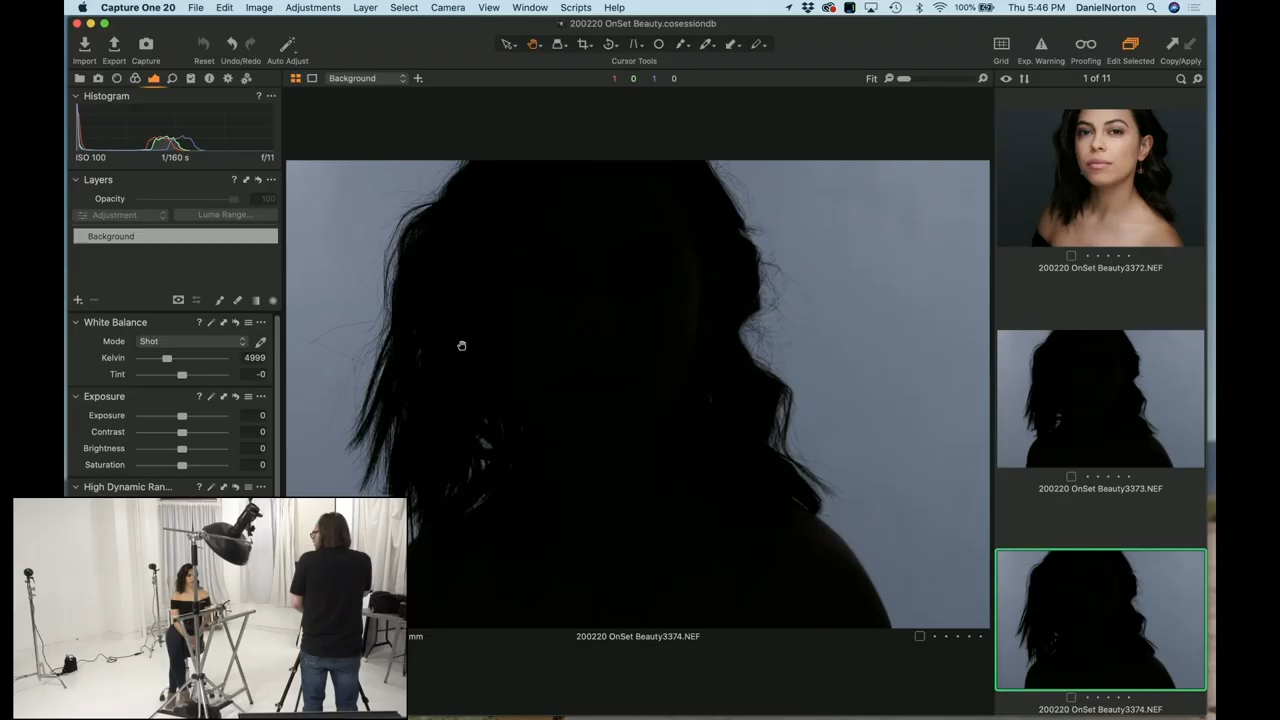 Capture One 20 File Edit Image Adjustments Layer Select Camera View Window Scripts Help 100% Thu 5:46 PM DanielNorton
200220 OnSet Beauty.cosessiondb
Import Export Capture Reset Undo/Redo Auto Adjust Cursor Tools Grid Exp. Warning Proofing Edit Selected Copy/Apply
Background 1 0 1 0 Fit 1 of 11
Histogram ?
ISO 100 1/160 s f/11
Layers ?
Opacity 100
Adjustment Luma Range...
Background
White Balance ?
Mode Shot
Kelvin 4999
Tint -0
Exposure ?
Exposure 0
Contrast 0
Brightness 0
Saturation 0
High Dynamic Ran... ?
mm 200220 OnSet Beauty3374.NEF
200220 OnSet Beauty3372.NEF
200220 OnSet Beauty3373.NEF
200220 OnSet Beauty3374.NEF